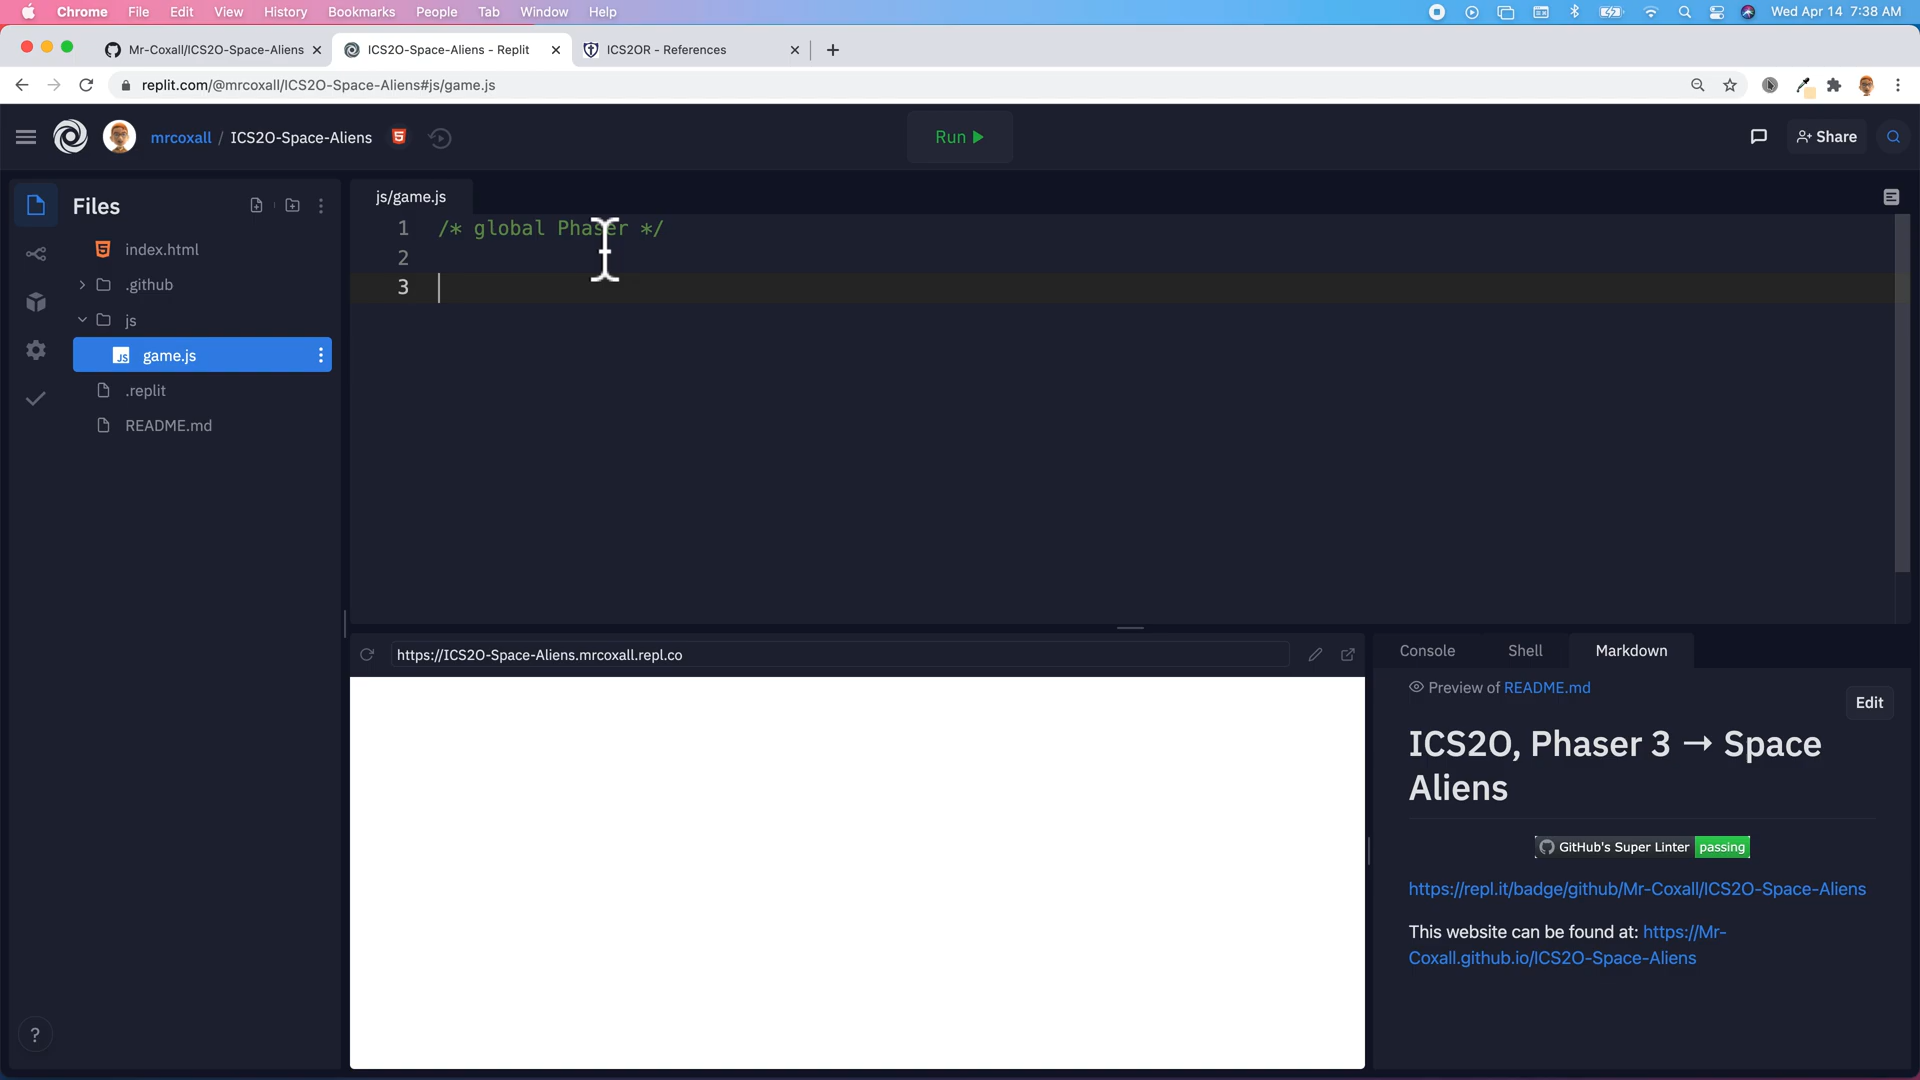 Chrome File Edit View History Bookmarks People Tab Window Help Wed Apr 14 7:38 AM
Mr-Coxall/ICS2O-Space-Aliens ICS2O-Space-Aliens - Replit ICS2OR - References
replit.com/@mrcoxall/ICS2O-Space-Aliens#js/game.js
mrcoxall / ICS2O-Space-Aliens Run Share
Files
index.html
.github
js
game.js
.replit
README.md
js/game.js
1 /* global Phaser */
2
3
https://ICS2O-Space-Aliens.mrcoxall.repl.co
Console Shell Markdown
Preview of README.md
Edit
ICS2O, Phaser 3 → Space
Aliens
GitHub's Super Linter passing
https://repl.it/badge/github/Mr-Coxall/ICS2O-Space-Aliens
This website can be found at: https://Mr-
Coxall.github.io/ICS2O-Space-Aliens
?